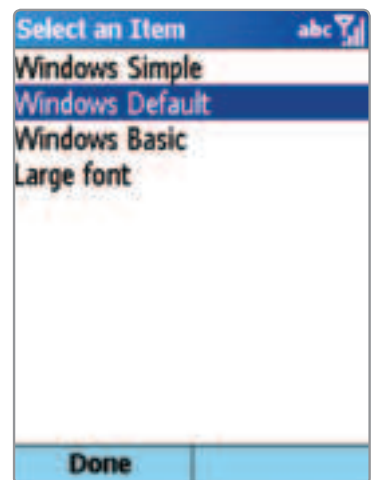 Select an Item abc
Windows Simple
Windows Default
Windows Basic
Large font
Done